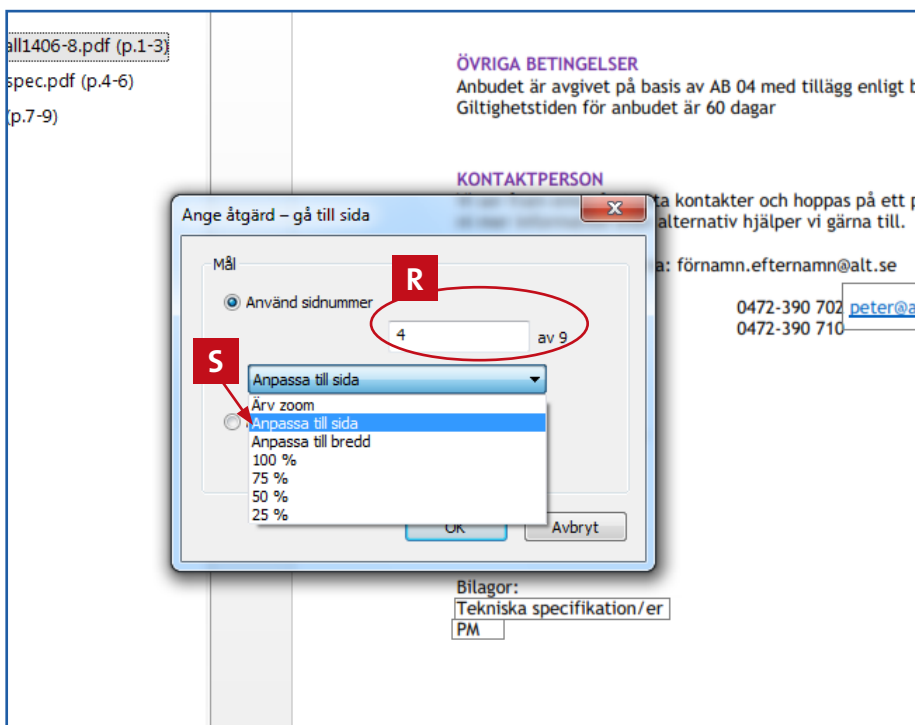 all1406-8.pdf (p.1-3)
spec.pdf (p.4-6)
(p.7-9)
ÖVRIGA BETINGELSER
Anbudet är avgivet på basis av AB 04 med tillägg enligt b
Giltighetstiden för anbudet är 60 dagar
KONTAKTPERSON
ta kontakter och hoppas på ett p
alternativ hjälper vi gärna till.
a: förnamn.efternamn@alt.se
0472-390 702 peter@a
0472-390 710
Ange åtgärd – gå till sida
Mål
R
Använd sidnummer
4 av 9
S
Anpassa till sida
Ärv zoom
Anpassa till sida
Anpassa till bredd
100 %
75 %
50 %
25 %
OK Avbryt
Bilagor:
Tekniska specifikation/er
PM